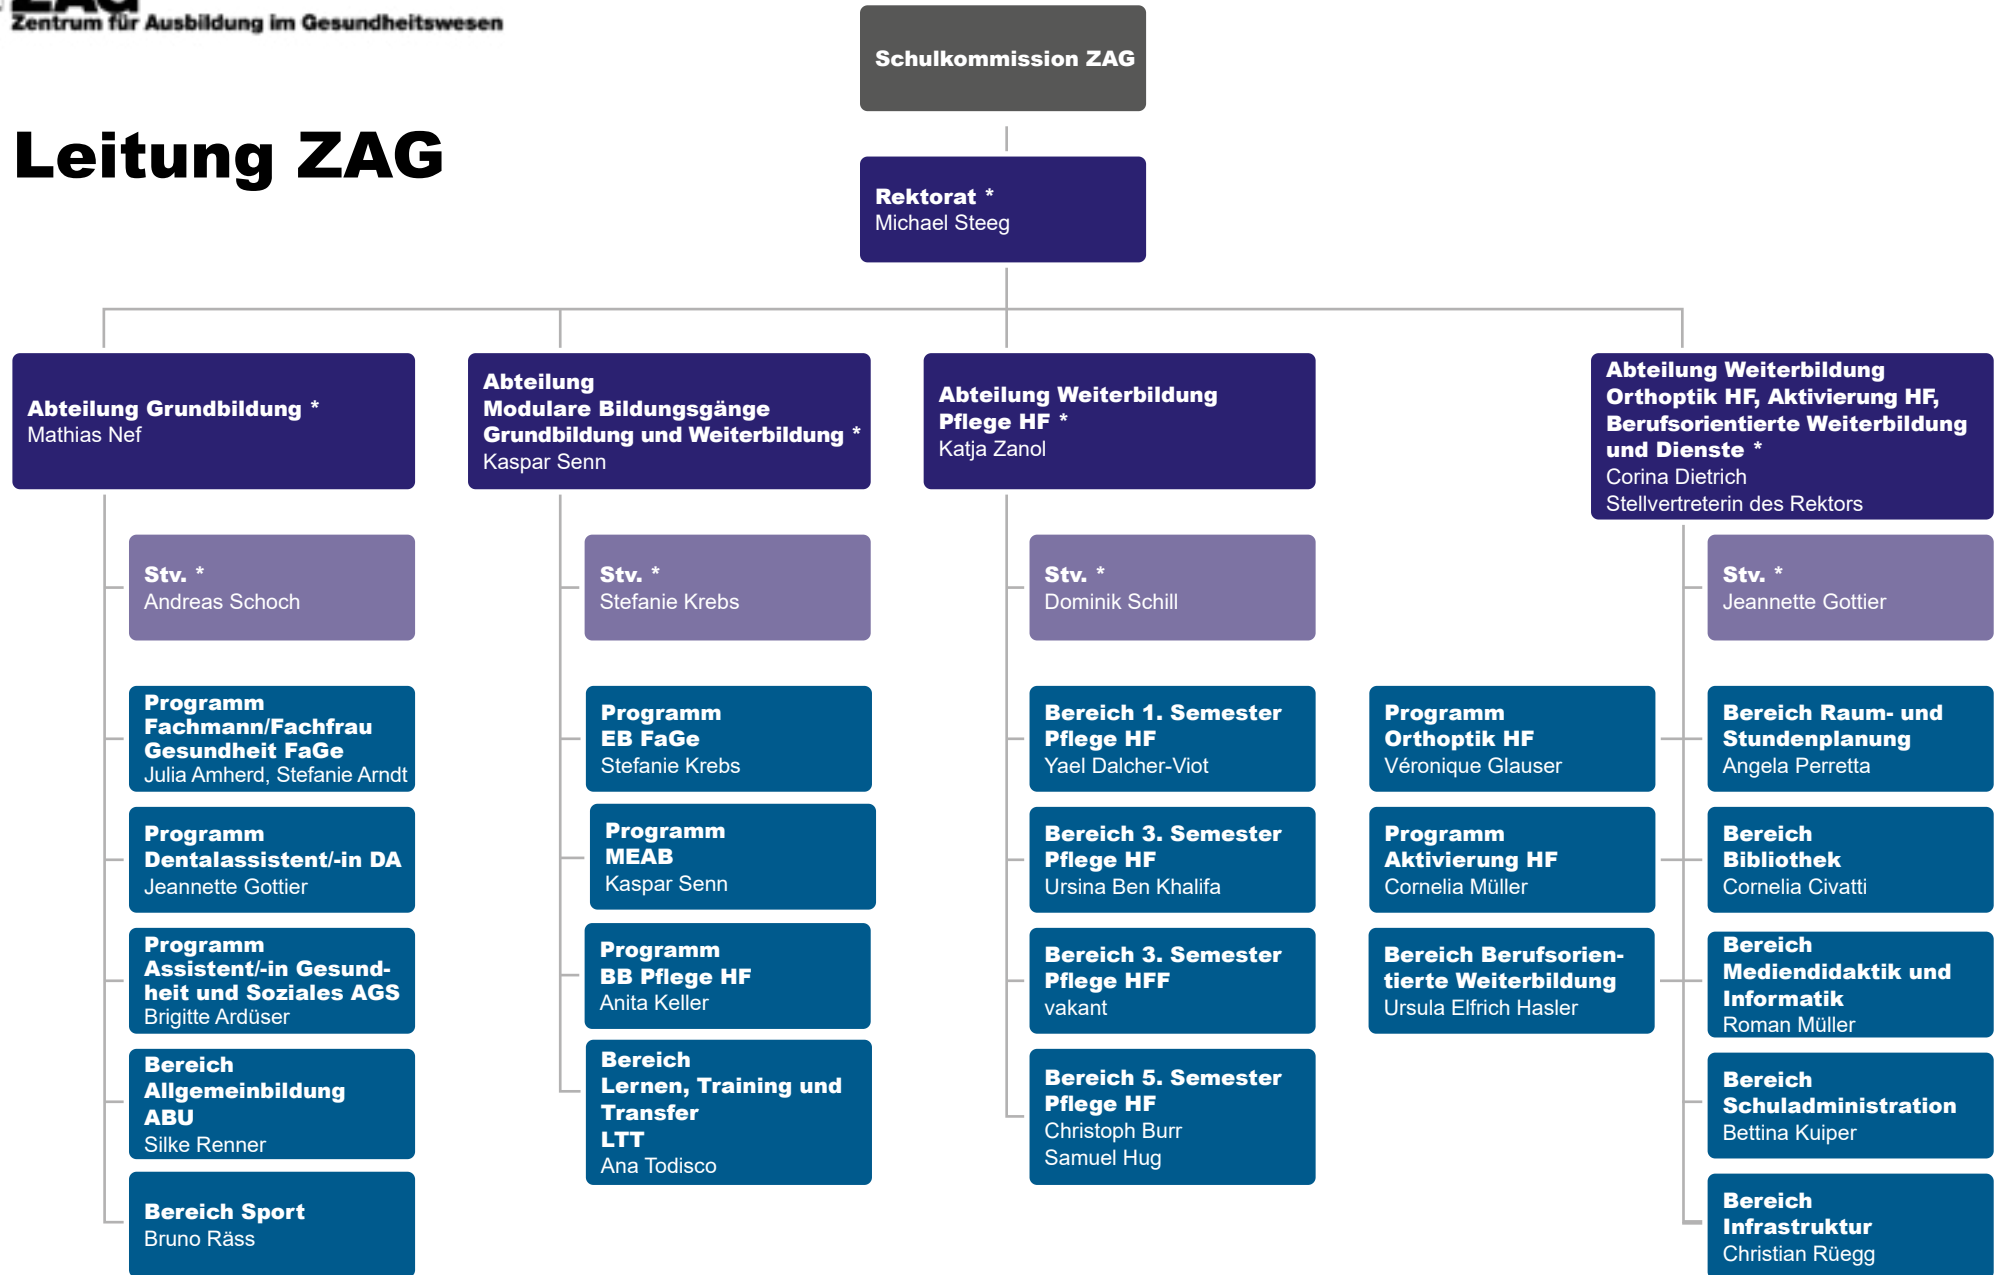 ZAG
Zentrum für Ausbildung im Gesundheitswesen
Leitung ZAG
Schulkommission ZAG
Rektorat *
Michael Steeg
Abteilung Grundbildung *
Mathias Nef
Stv. *
Andreas Schoch
Programm
Fachmann/Fachfrau
Gesundheit FaGe
Julia Amherd, Stefanie Arndt
Programm
Dentalassistent/-in DA
Jeannette Gottier
Programm
Assistent/-in Gesund-
heit und Soziales AGS
Brigitte Ardüser
Bereich
Allgemeinbildung
ABU
Silke Renner
Bereich Sport
Bruno Räss
Abteilung
Modulare Bildungsgänge
Grundbildung und Weiterbildung *
Kaspar Senn
Stv. *
Stefanie Krebs
Programm
EB FaGe
Stefanie Krebs
Programm
MEAB
Kaspar Senn
Programm
BB Pflege HF
Anita Keller
Bereich
Lernen, Training und
Transfer
LTT
Ana Todisco
Abteilung Weiterbildung
Pflege HF *
Katja Zanol
Stv. *
Dominik Schill
Bereich 1. Semester
Pflege HF
Yael Dalcher-Viot
Bereich 3. Semester
Pflege HF
Ursina Ben Khalifa
Bereich 3. Semester
Pflege HFF
vakant
Bereich 5. Semester
Pflege HF
Christoph Burr
Samuel Hug
Abteilung Weiterbildung
Orthoptik HF, Aktivierung HF,
Berufsorientierte Weiterbildung
und Dienste *
Corina Dietrich
Stellvertreterin des Rektors
Stv. *
Jeannette Gottier
Programm
Orthoptik HF
Véronique Glauser
Programm
Aktivierung HF
Cornelia Müller
Bereich Berufsorien-
tierte Weiterbildung
Ursula Elfrich Hasler
Bereich Raum- und
Stundenplanung
Angela Perretta
Bereich
Bibliothek
Cornelia Civatti
Bereich
Mediendidaktik und
Informatik
Roman Müller
Bereich
Schuladministration
Bettina Kuiper
Bereich
Infrastruktur
Christian Rüegg